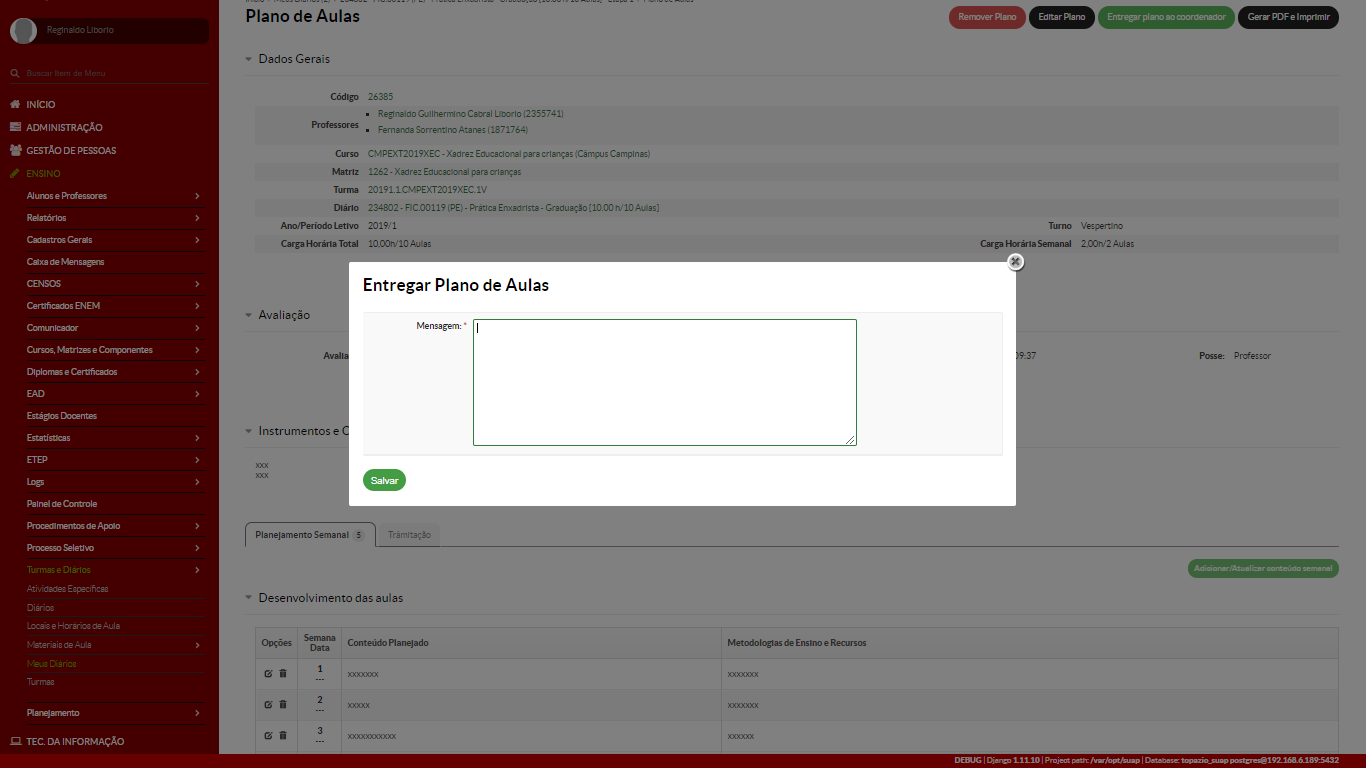 Plano de Aulas
Remover Plano
Editar Plano
Entregar plano ao coordenador
Gerar PDF e Imprimir
Reginaldo Liborio
Buscar Item de Menu
INÍCIO
ADMINISTRAÇÃO
GESTÃO DE PESSOAS
ENSINO
Alunos e Professores
Relatórios
Cadastros Gerais
Caixa de Mensagens
CENSOS
Certificados ENEM
Comunicador
Cursos, Matrizes e Componentes
Diplomas e Certificados
EAD
Estágios Docentes
Estatísticas
ETEP
Logs
Painel de Controle
Procedimentos de Apoio
Processo Seletivo
Turmas e Diários
Atividades Específicas
Diários
Locais e Horários de Aula
Materiais de Aula
Meus Diários
Turmas
Planejamento
TEC. DA INFORMAÇÃO
Dados Gerais
Código 26385
Professores
Reginaldo Guilhermino Cabral Liborio (2355741)
Fernanda Sorrentino Atanes (1871764)
Curso CMPEXT2019XEC - Xadrez Educacional para crianças (Câmpus Campinas)
Matriz 1262 - Xadrez Educacional para crianças
Turma 20191.1.CMPEXT2019XEC.1V
Diário 234802 - FIC.00119 (PE) - Prática Enxadrista - Graduação [10.00 h/10 Aulas]
Ano/Período Letivo 2019/1 Turno Vespertino
Carga Horária Total 10.00h/10 Aulas Carga Horária Semanal 2,00h/2 Aulas
Entregar Plano de Aulas
Mensagem: *
Salvar
Avaliação
Avalia 09:37 Posse: Professor
Instrumentos e C
xxx
xxx
Planejamento Semanal 5 Trâmitação
Adicionar/Atualizar conteúdo semanal
Desenvolvimento das aulas
Opções Semana Data Conteúdo Planejado Metodologias de Ensino e Recursos
1 --- xxxxxxx xxxxxxx
2 --- xxxxx xxxxxxx
3 --- xxxxxxxxxxx xxxxxx
DEBUG | Django 1.11.10 | Project path: /var/opt/suap | Database: topazio_suap postgres@192.168.6.189:5432